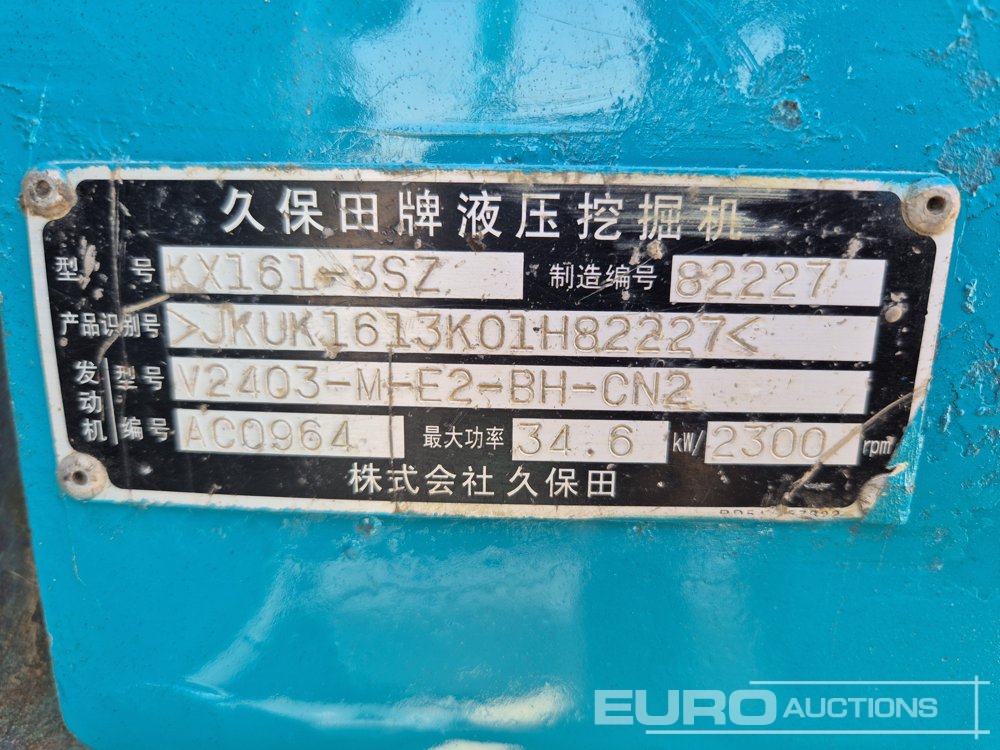 久保田牌液压挖掘机
型 号 KX161-3SZ 制造编号 82227
产品识别号 >JKUK1613K01H82227<
发动机 型号 V2403-M-E2-BH-CN2
编号 AC0964 最大功率 34.6 kW/ 2300 rpm
株式会社 久保田
EURO AUCTIONS